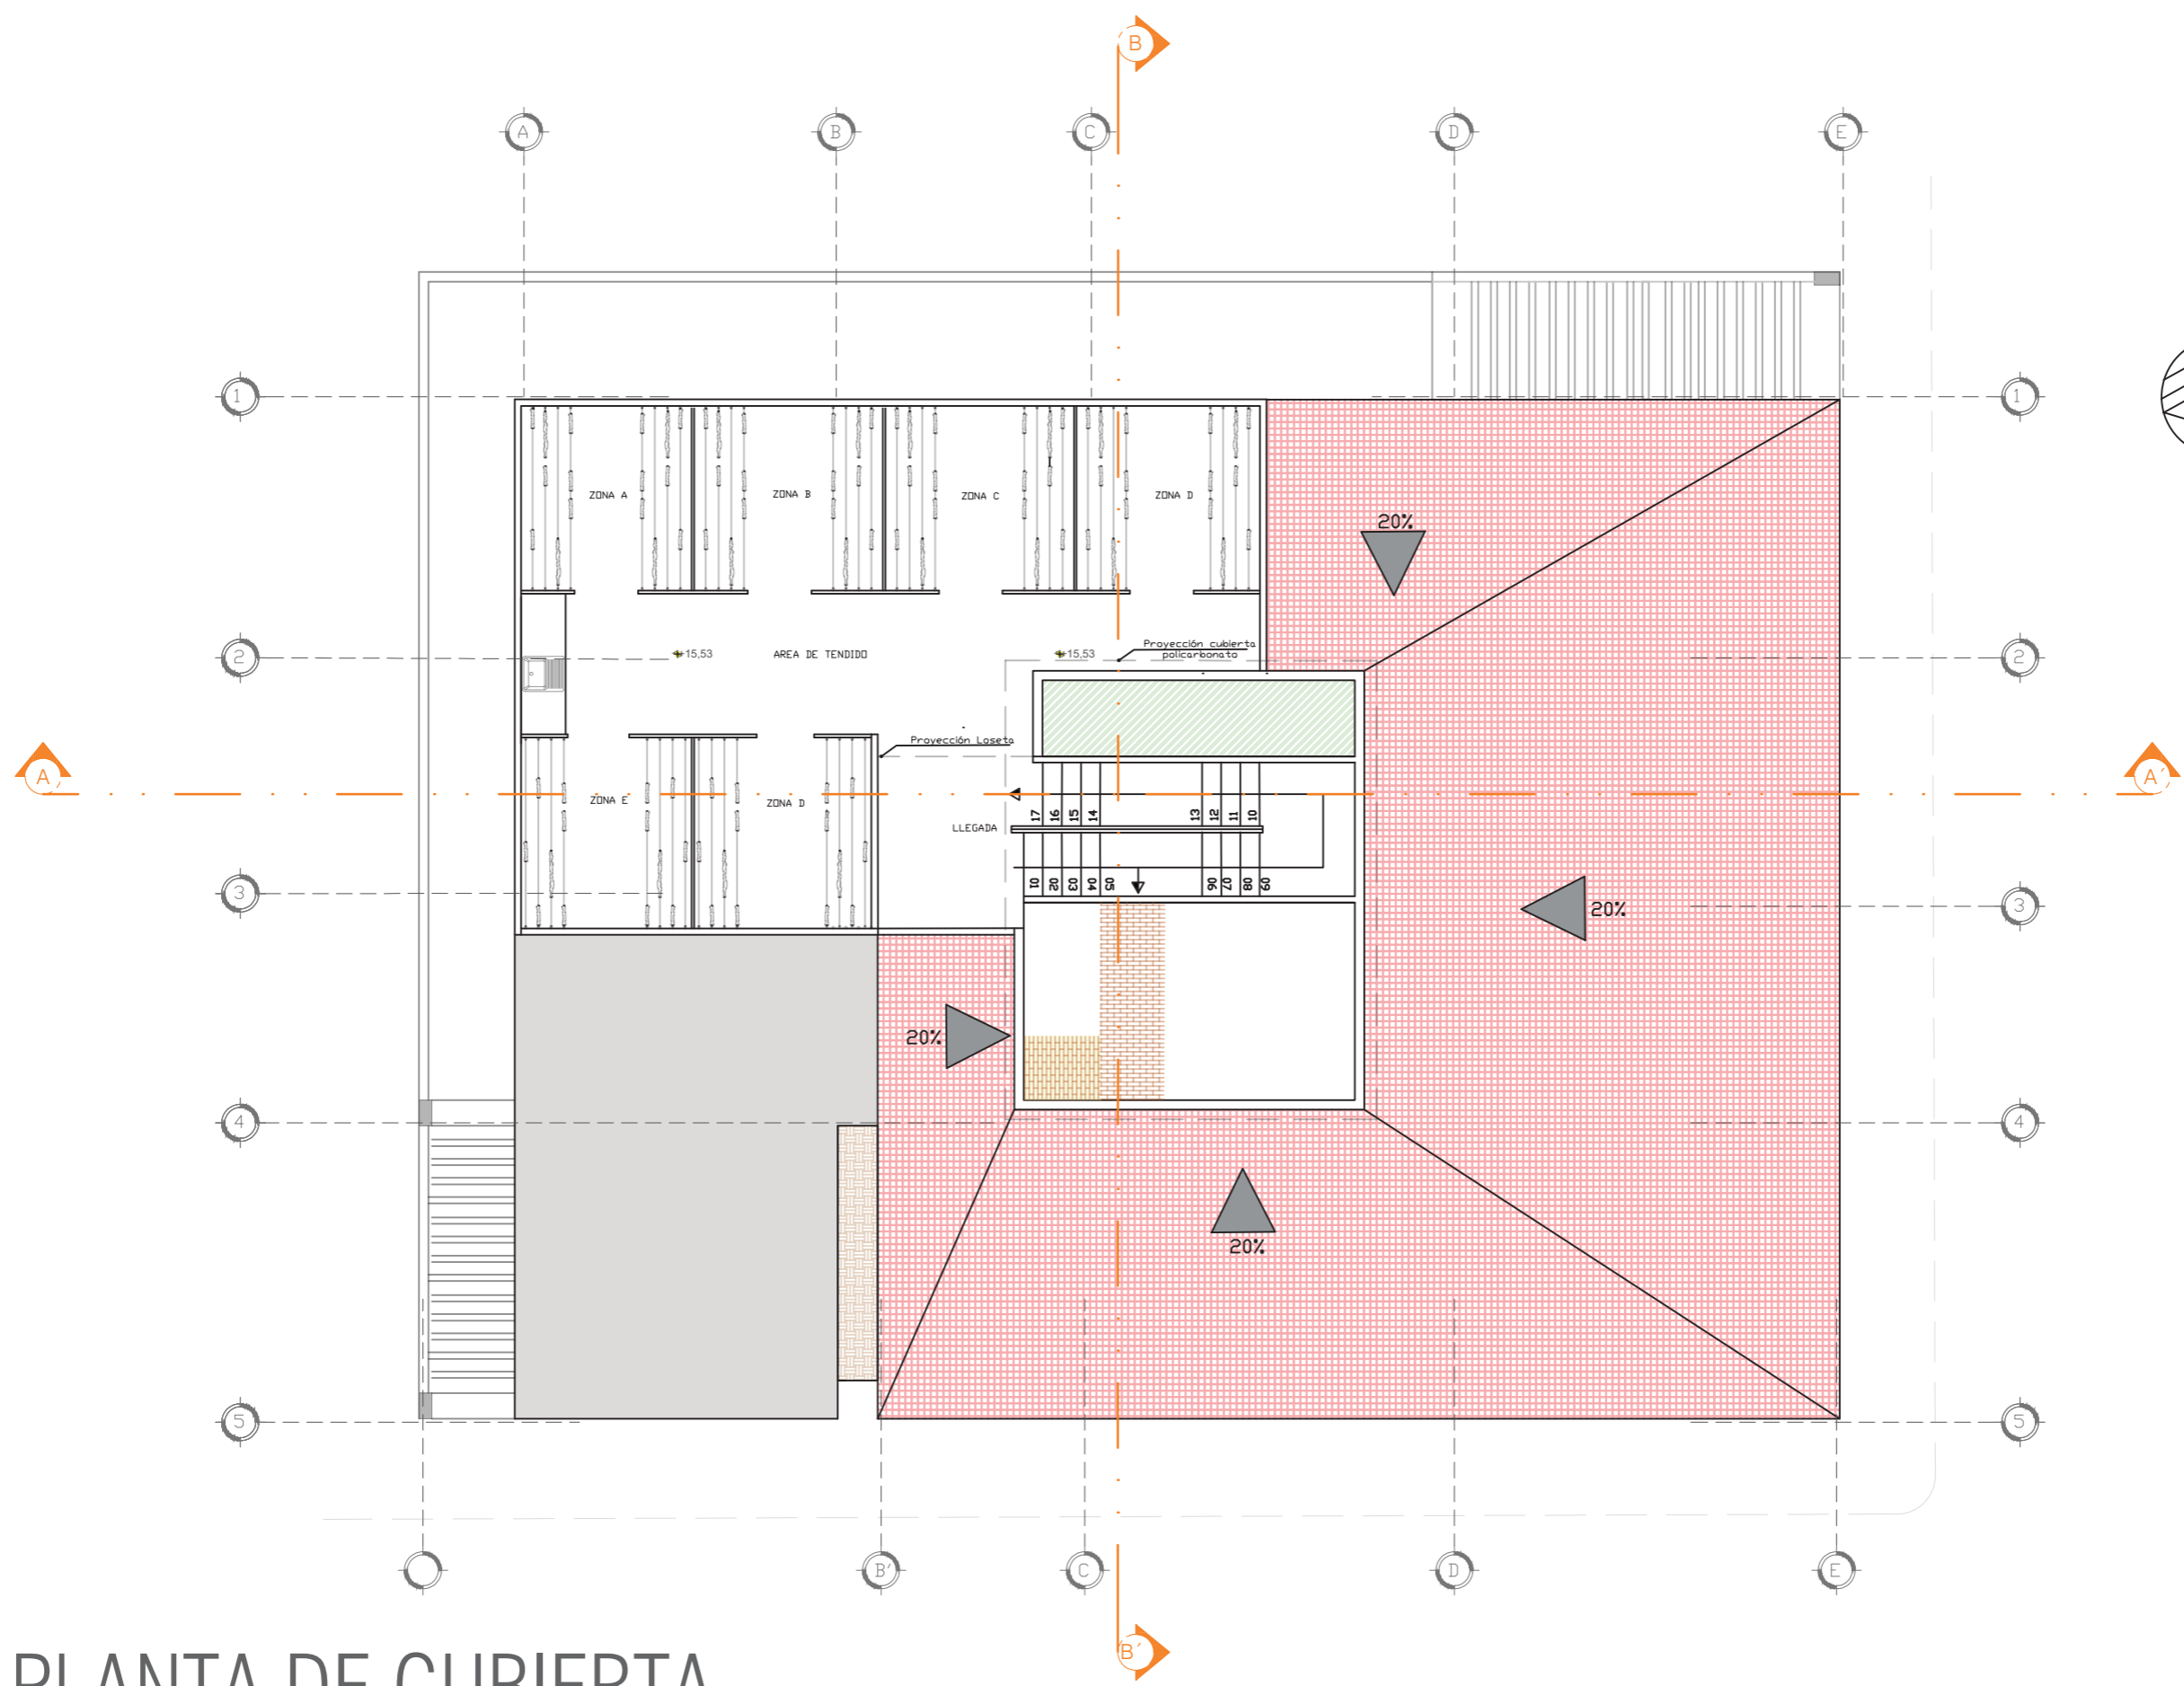 B
A B C D E
1 1
ZONA A ZONA B ZONA C ZONA D
20%
2 +15,53 AREA DE TENDIDO +15,53 2
Proyección cubierta
policarbonato
Proyección Loseta
A A'
ZONA E ZONA D
17 16 15 14 13 12 11 10
LLEGADA
01 02 03 04 05 06 07 08 09
3 3
20%
20%
4 4
20%
5 5
B' C D E
B'
PLANTA DE CUBIERTA